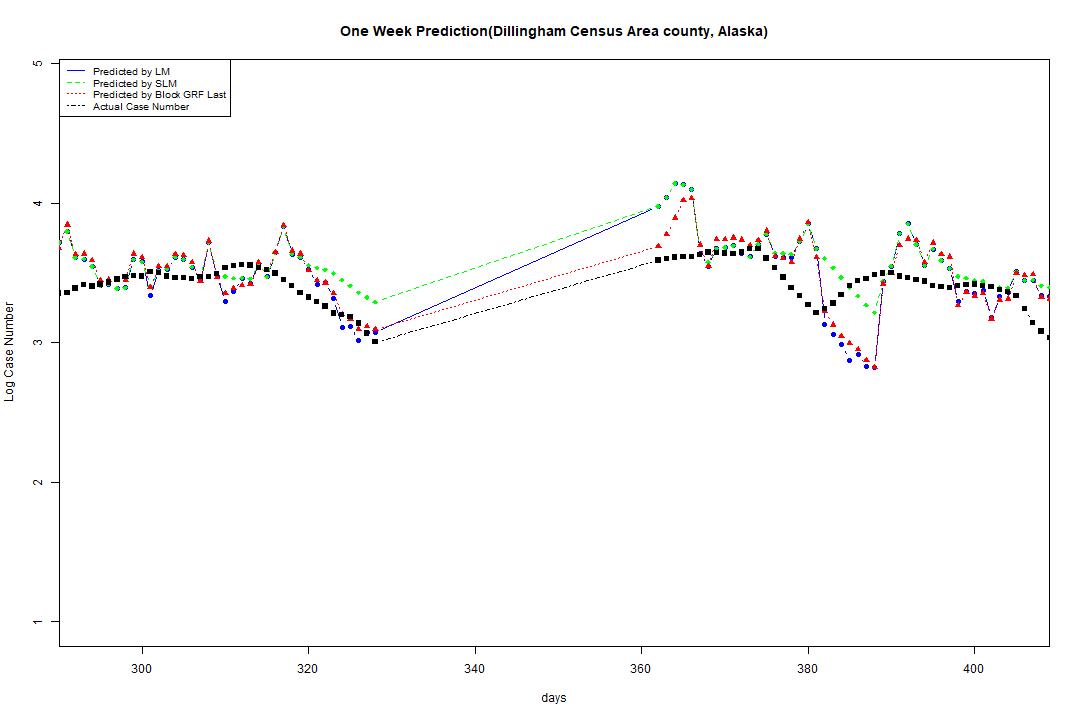 One Week Prediction(Dillingham Census Area county, Alaska)
Predicted by LM
Predicted by SLM
Predicted by Block GRF Last
Actual Case Number
5
4
3
2
1
Log Case Number
300 320 340 360 380 400
days